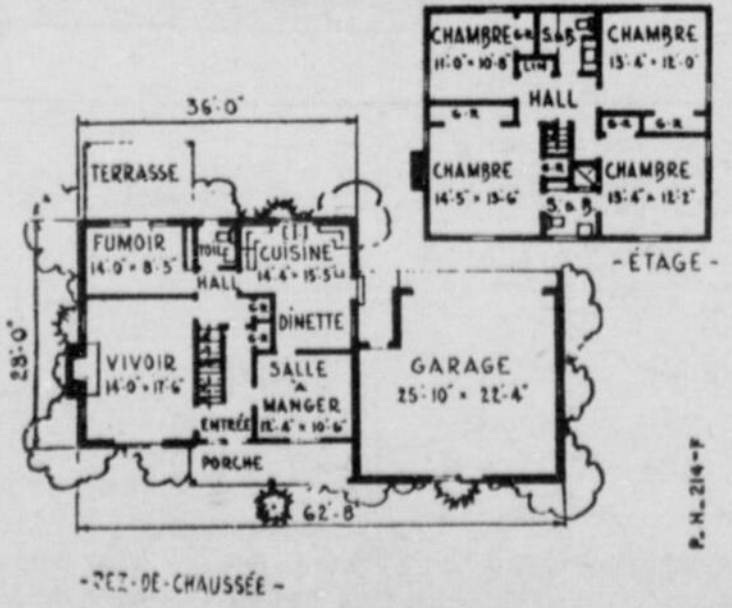 CHAMBRE
11'-0" × 10'-8"
G-R
S.d.B.
LIN
CHAMBRE
13'-4" × 12'-0"
HALL
G-R
G-R
G-R
CHAMBRE
14'-5" × 13'-6"
G-R
CHAMBRE
13'-4" × 12'-2"
S.d.B.
-ÉTAGE-
36'-0"
TERRASSE
FUMOIR
14'-0" × 8'-5"
TOILE
CUISINE
14'-4" × 15'-5"
HALL
28'-0"
G-R
G-R
DÎNETTE
VIVOIR
14'-0" × 17'-6"
SALLE
À
MANGER
12'-4" × 10'-6"
ENTRÉE
PORCHE
GARAGE
25'-10" × 22'-4"
62'-8"
P.H. 214-F
-REZ-DE-CHAUSSÉE-